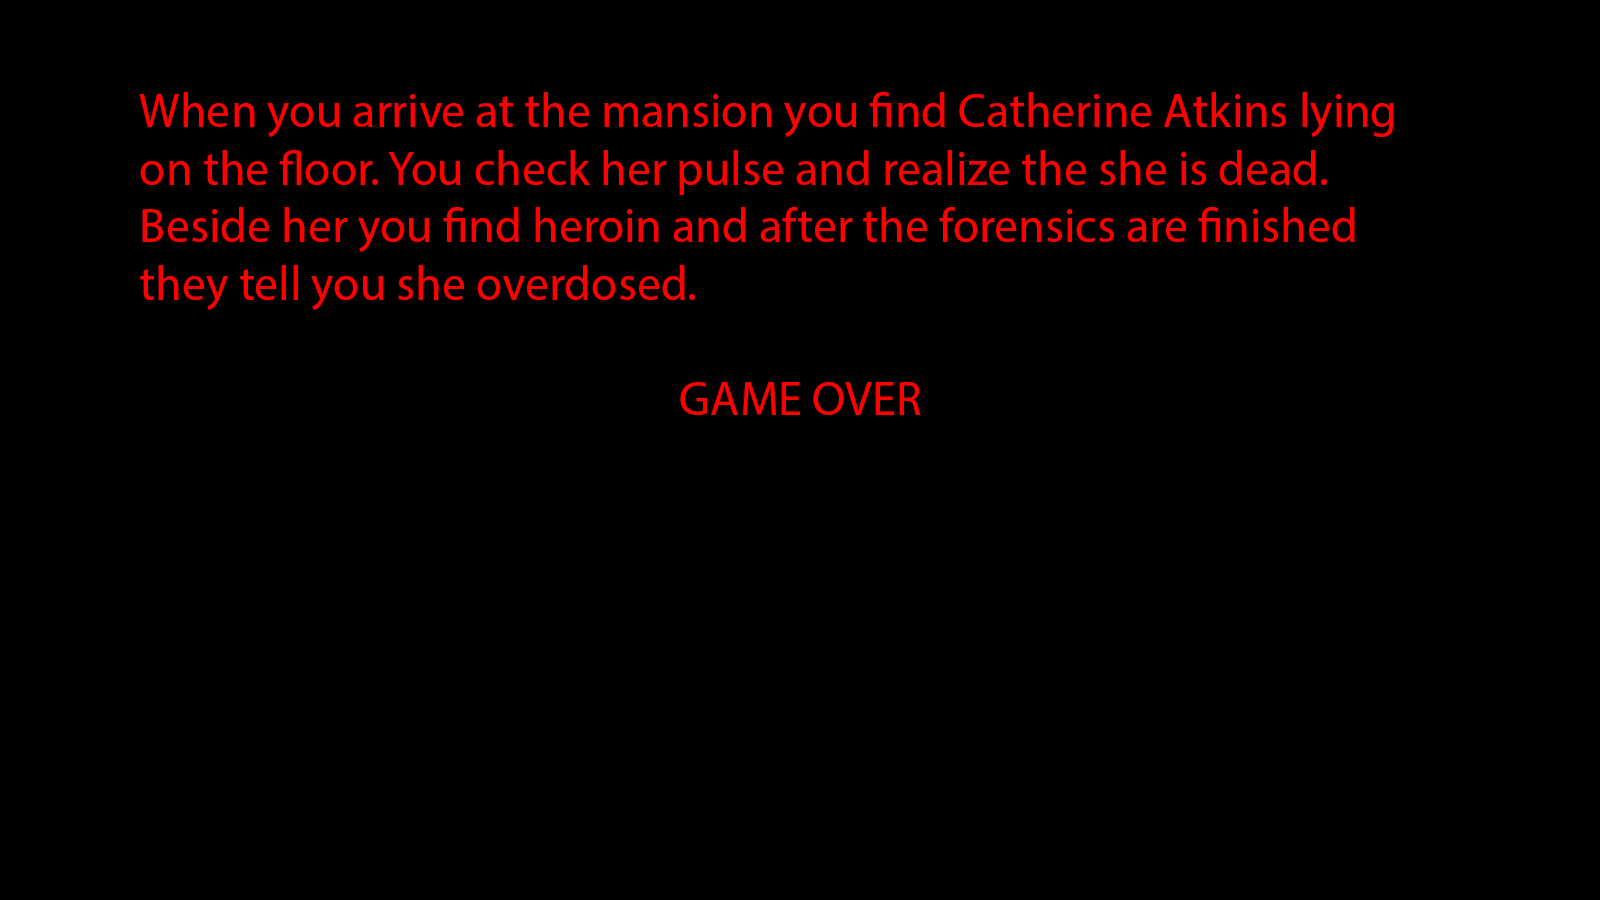 When you arrive at the mansion you find Catherine Atkins lying
on the floor. You check her pulse and realize the she is dead.
Beside her you find heroin and after the forensics are finished
they tell you she overdosed.
GAME OVER